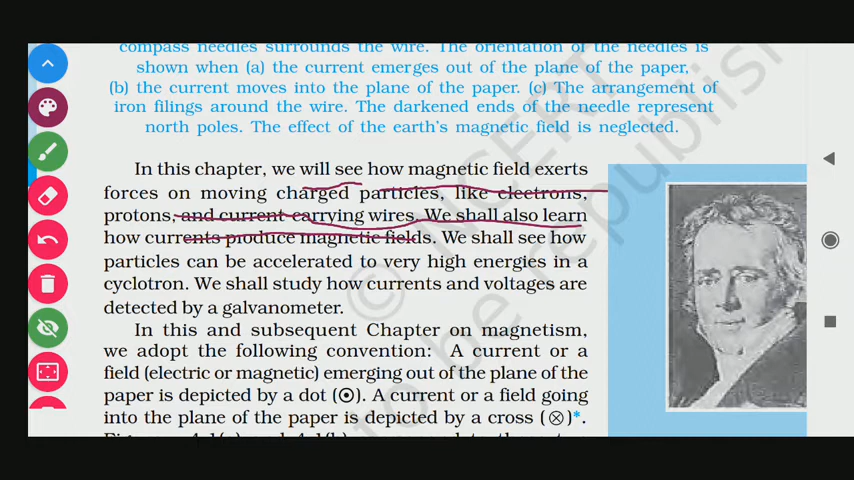 compass needles surrounds the wire. The orientation of the needles is
shown when (a) the current emerges out of the plane of the paper,
(b) the current moves into the plane of the paper. (c) The arrangement of
iron filings around the wire. The darkened ends of the needle represent
north poles. The effect of the earth's magnetic field is neglected.
In this chapter, we will see how magnetic field exerts
forces on moving charged particles, like electrons,
protons, and current carrying wires. We shall also learn
how currents produce magnetic fields. We shall see how
particles can be accelerated to very high energies in a
cyclotron. We shall study how currents and voltages are
detected by a galvanometer.
In this and subsequent Chapter on magnetism,
we adopt the following convention: A current or a
field (electric or magnetic) emerging out of the plane of the
paper is depicted by a dot (⊙). A current or a field going
into the plane of the paper is depicted by a cross (⊗)*.
© NCERT
to be republish